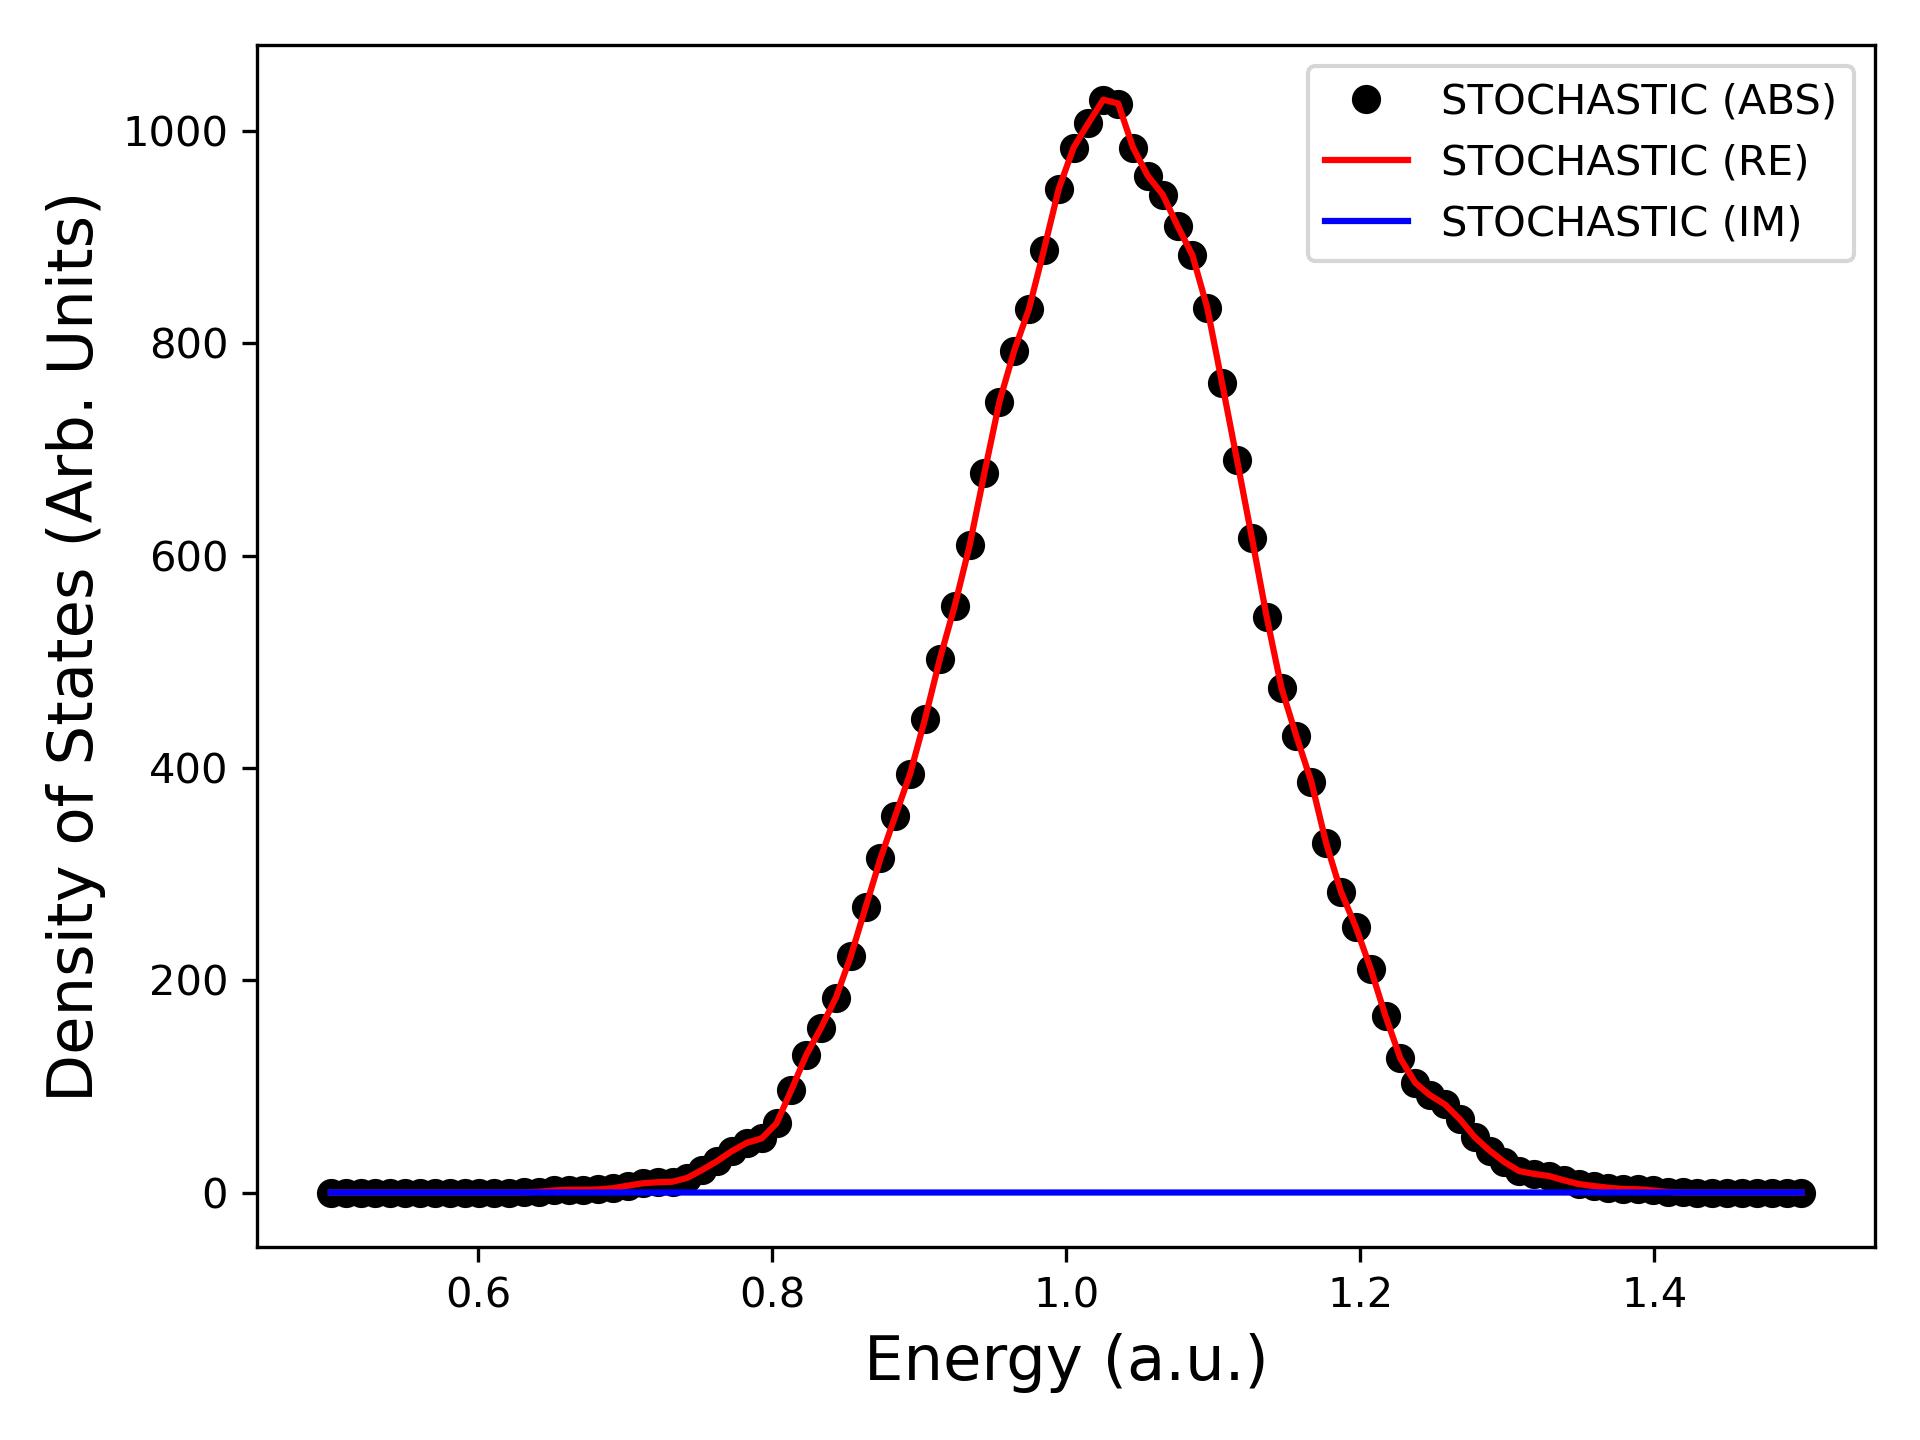 STOCHASTIC (ABS)
STOCHASTIC (RE)
STOCHASTIC (IM)
Density of States (Arb. Units)
1000
800
600
400
200
0
0.6 0.8 1.0 1.2 1.4
Energy (a.u.)